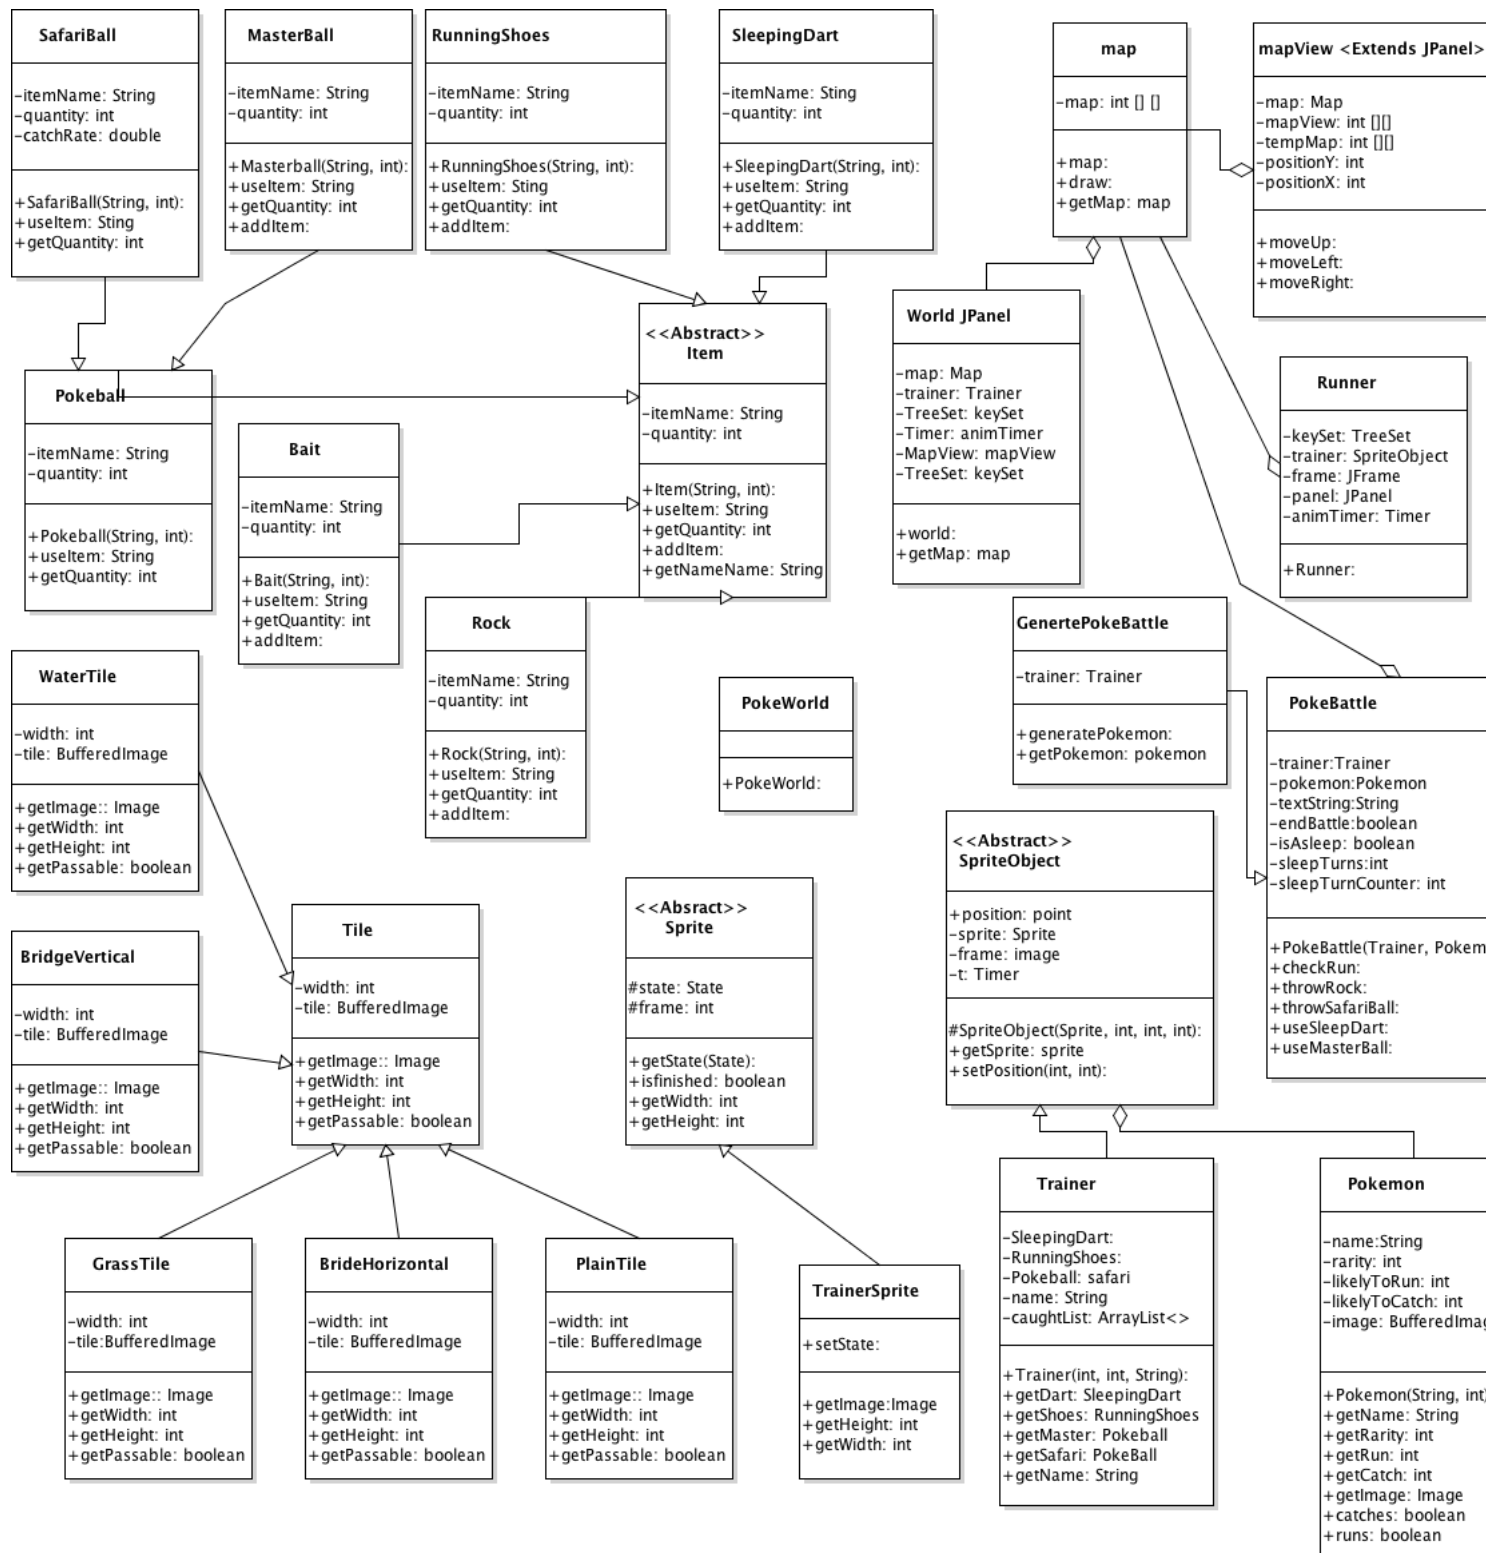 SafariBall
-itemName: String
-quantity: int
-catchRate: double
+SafariBall(String, int):
+useItem: Sting
+getQuantity: int
MasterBall
-itemName: String
-quantity: int
+Masterball(String, int):
+useItem: String
+getQuantity: int
+addItem:
RunningShoes
-itemName: String
-quantity: int
+RunningShoes(String, int):
+useItem: Sting
+getQuantity: int
+addItem:
SleepingDart
-itemName: Sting
-quantity: int
+SleepingDart(String, int):
+useItem: String
+getQuantity: int
+addItem:
map
-map: int [] []
+map:
+draw:
+getMap: map
mapView <Extends JPanel>
-map: Map
-mapView: int [][]
-tempMap: int [][]
-positionY: int
-positionX: int
+moveUp:
+moveLeft:
+moveRight:
Pokeball
-itemName: String
-quantity: int
+Pokeball(String, int):
+useItem: String
+getQuantity: int
Bait
-itemName: String
-quantity: int
+Bait(String, int):
+useItem: String
+getQuantity: int
+addItem:
<<Abstract>>
Item
-itemName: String
-quantity: int
+Item(String, int):
+useItem: String
+getQuantity: int
+addItem:
+getNameName: String
World JPanel
-map: Map
-trainer: Trainer
-TreeSet: keySet
-Timer: animTimer
-MapView: mapView
-TreeSet: keySet
+world:
+getMap: map
Runner
-keySet: TreeSet
-trainer: SpriteObject
-frame: JFrame
-panel: JPanel
-animTimer: Timer
+Runner:
Rock
-itemName: String
-quantity: int
+Rock(String, int):
+useItem: String
+getQuantity: int
+addItem:
PokeWorld
+PokeWorld:
GenertePokeBattle
-trainer: Trainer
+generatePokemon:
+getPokemon: pokemon
PokeBattle
-trainer:Trainer
-pokemon:Pokemon
-textString:String
-endBattle:boolean
-isAsleep: boolean
-sleepTurns:int
-sleepTurnCounter: int
+PokeBattle(Trainer, Pokem
+checkRun:
+throwRock:
+throwSafariBall:
+useSleepDart:
+useMasterBall:
WaterTile
-width: int
-tile: BufferedImage
+getImage:: Image
+getWidth: int
+getHeight: int
+getPassable: boolean
BridgeVertical
-width: int
-tile: BufferedImage
+getImage:: Image
+getWidth: int
+getHeight: int
+getPassable: boolean
Tile
-width: int
-tile: BufferedImage
+getImage:: Image
+getWidth: int
+getHeight: int
+getPassable: boolean
<<Absract>>
Sprite
#state: State
#frame: int
+getState(State):
+isfinished: boolean
+getWidth: int
+getHeight: int
<<Abstract>>
SpriteObject
+position: point
-sprite: Sprite
-frame: image
-t: Timer
#SpriteObject(Sprite, int, int, int):
+getSprite: sprite
+setPosition(int, int):
GrassTile
-width: int
-tile:BufferedImage
+getImage:: Image
+getWidth: int
+getHeight: int
+getPassable: boolean
BrideHorizontal
-width: int
-tile: BufferedImage
+getImage:: Image
+getWidth: int
+getHeight: int
+getPassable: boolean
PlainTile
-width: int
-tile: BufferedImage
+getImage:: Image
+getWidth: int
+getHeight: int
+getPassable: boolean
TrainerSprite
+setState:
+getImage:Image
+getHeight: int
+getWidth: int
Trainer
-SleepingDart:
-RunningShoes:
-Pokeball: safari
-name: String
-caughtList: ArrayList<>
+Trainer(int, int, String):
+getDart: SleepingDart
+getShoes: RunningShoes
+getMaster: Pokeball
+getSafari: PokeBall
+getName: String
Pokemon
-name:String
-rarity: int
-likelyToRun: int
-likelyToCatch: int
-image: BufferedImag
+Pokemon(String, int)
+getName: String
+getRarity: int
+getRun: int
+getCatch: int
+getImage: Image
+catches: boolean
+runs: boolean